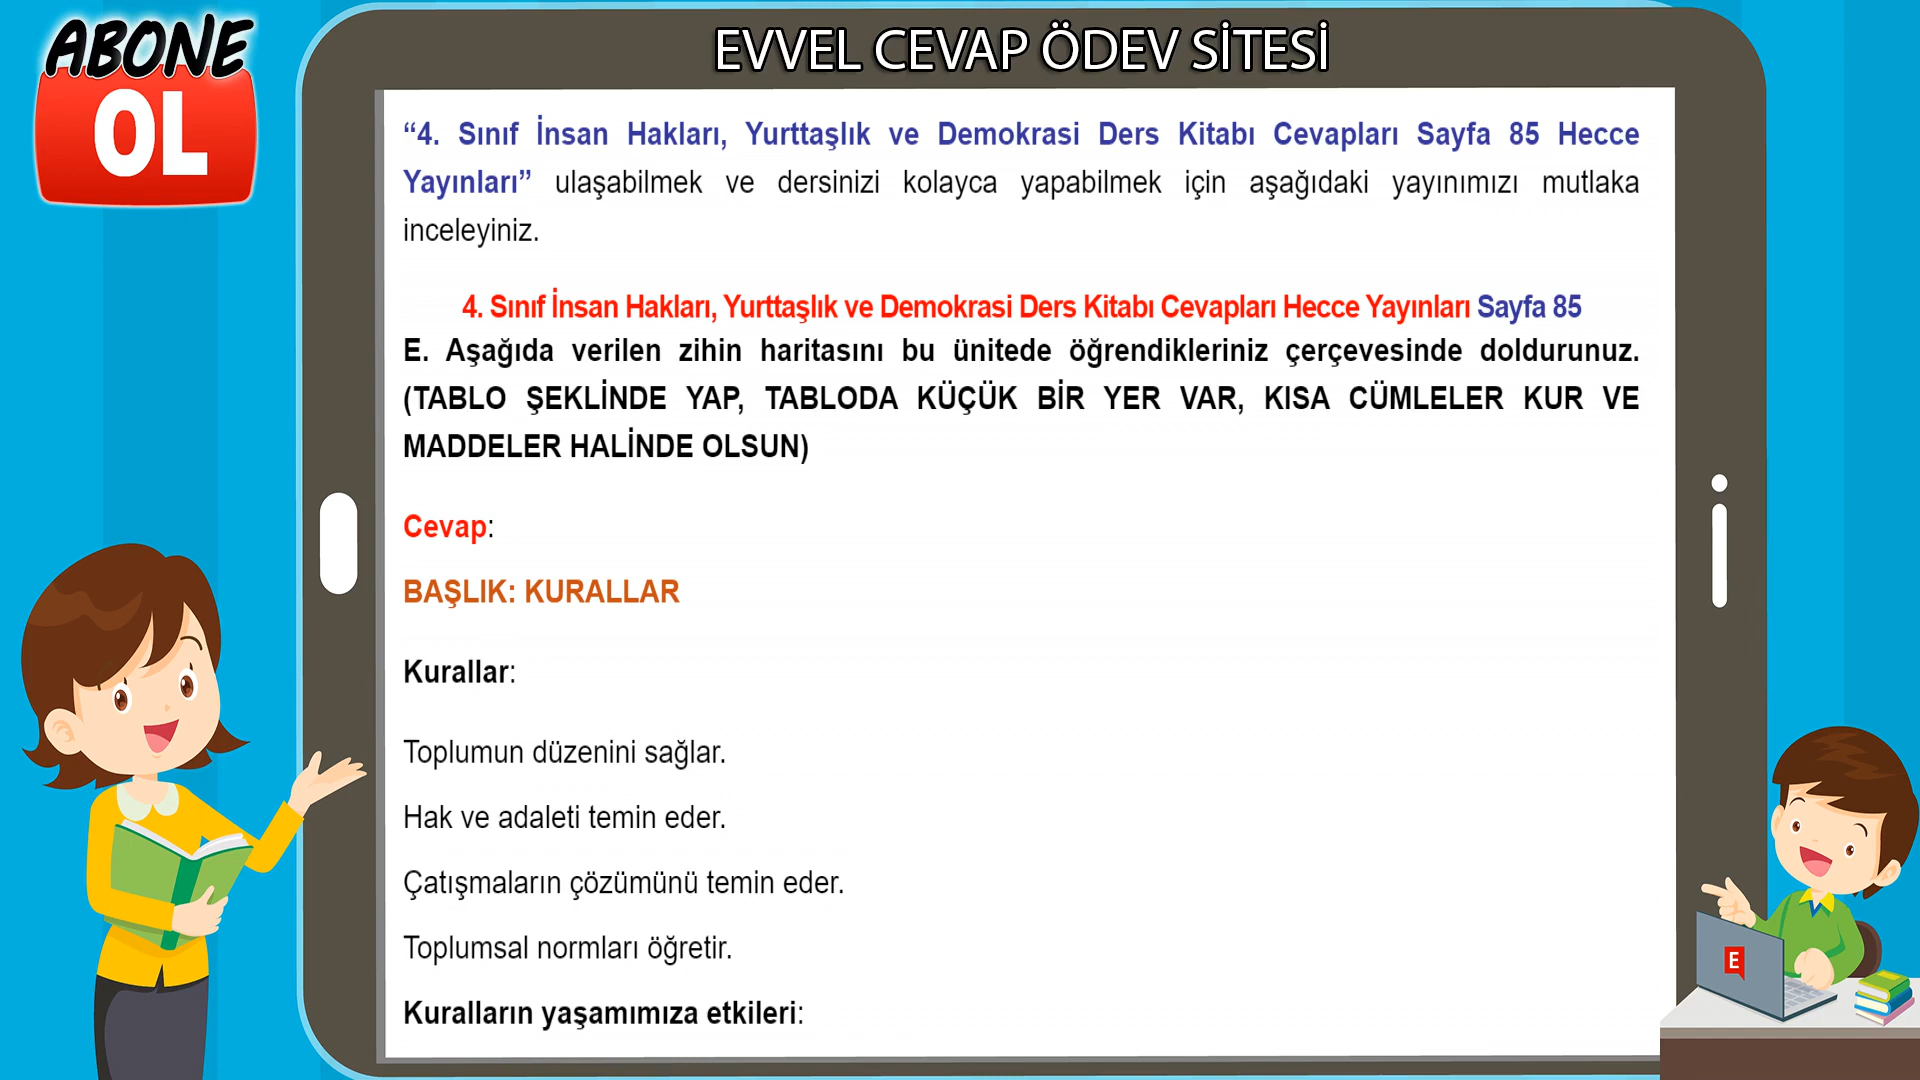 ABONE
OL
EVVEL CEVAP ÖDEV SİTESİ
“4. Sınıf İnsan Hakları, Yurttaşlık ve Demokrasi Ders Kitabı Cevapları Sayfa 85 Hecce
Yayınları” ulaşabilmek ve dersinizi kolayca yapabilmek için aşağıdaki yayınımızı mutlaka
inceleyiniz.
4. Sınıf İnsan Hakları, Yurttaşlık ve Demokrasi Ders Kitabı Cevapları Hecce Yayınları Sayfa 85
E. Aşağıda verilen zihin haritasını bu ünitede öğrendikleriniz çerçevesinde doldurunuz.
(TABLO ŞEKLİNDE YAP, TABLODA KÜÇÜK BİR YER VAR, KISA CÜMLELER KUR VE
MADDELER HALİNDE OLSUN)
Cevap:
BAŞLIK: KURALLAR
Kurallar:
Toplumun düzenini sağlar.
Hak ve adaleti temin eder.
Çatışmaların çözümünü temin eder.
Toplumsal normları öğretir.
Kuralların yaşamımıza etkileri:
E